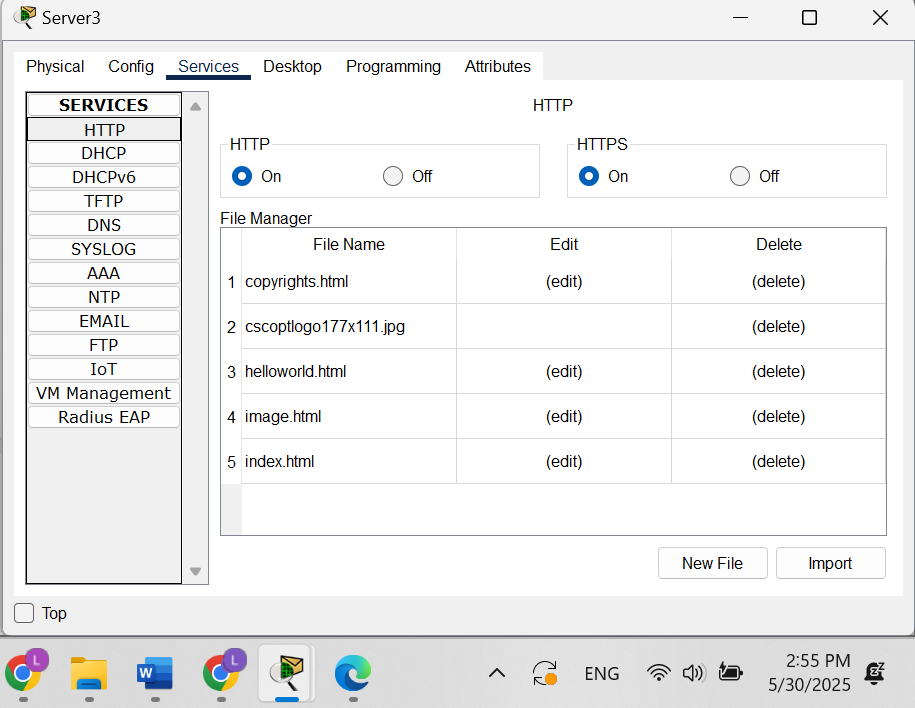 Server3
Physical Config Services Desktop Programming Attributes
SERVICES
HTTP
DHCP
DHCPv6
TFTP
DNS
SYSLOG
AAA
NTP
EMAIL
FTP
IoT
VM Management
Radius EAP
HTTP
HTTP
On Off
HTTPS
On Off
File Manager
File Name Edit Delete
1 copyrights.html (edit) (delete)
2 cscoptlogo177x111.jpg (delete)
3 helloworld.html (edit) (delete)
4 image.html (edit) (delete)
5 index.html (edit) (delete)
New File Import
Top
L W L ENG 2:55 PM
5/30/2025